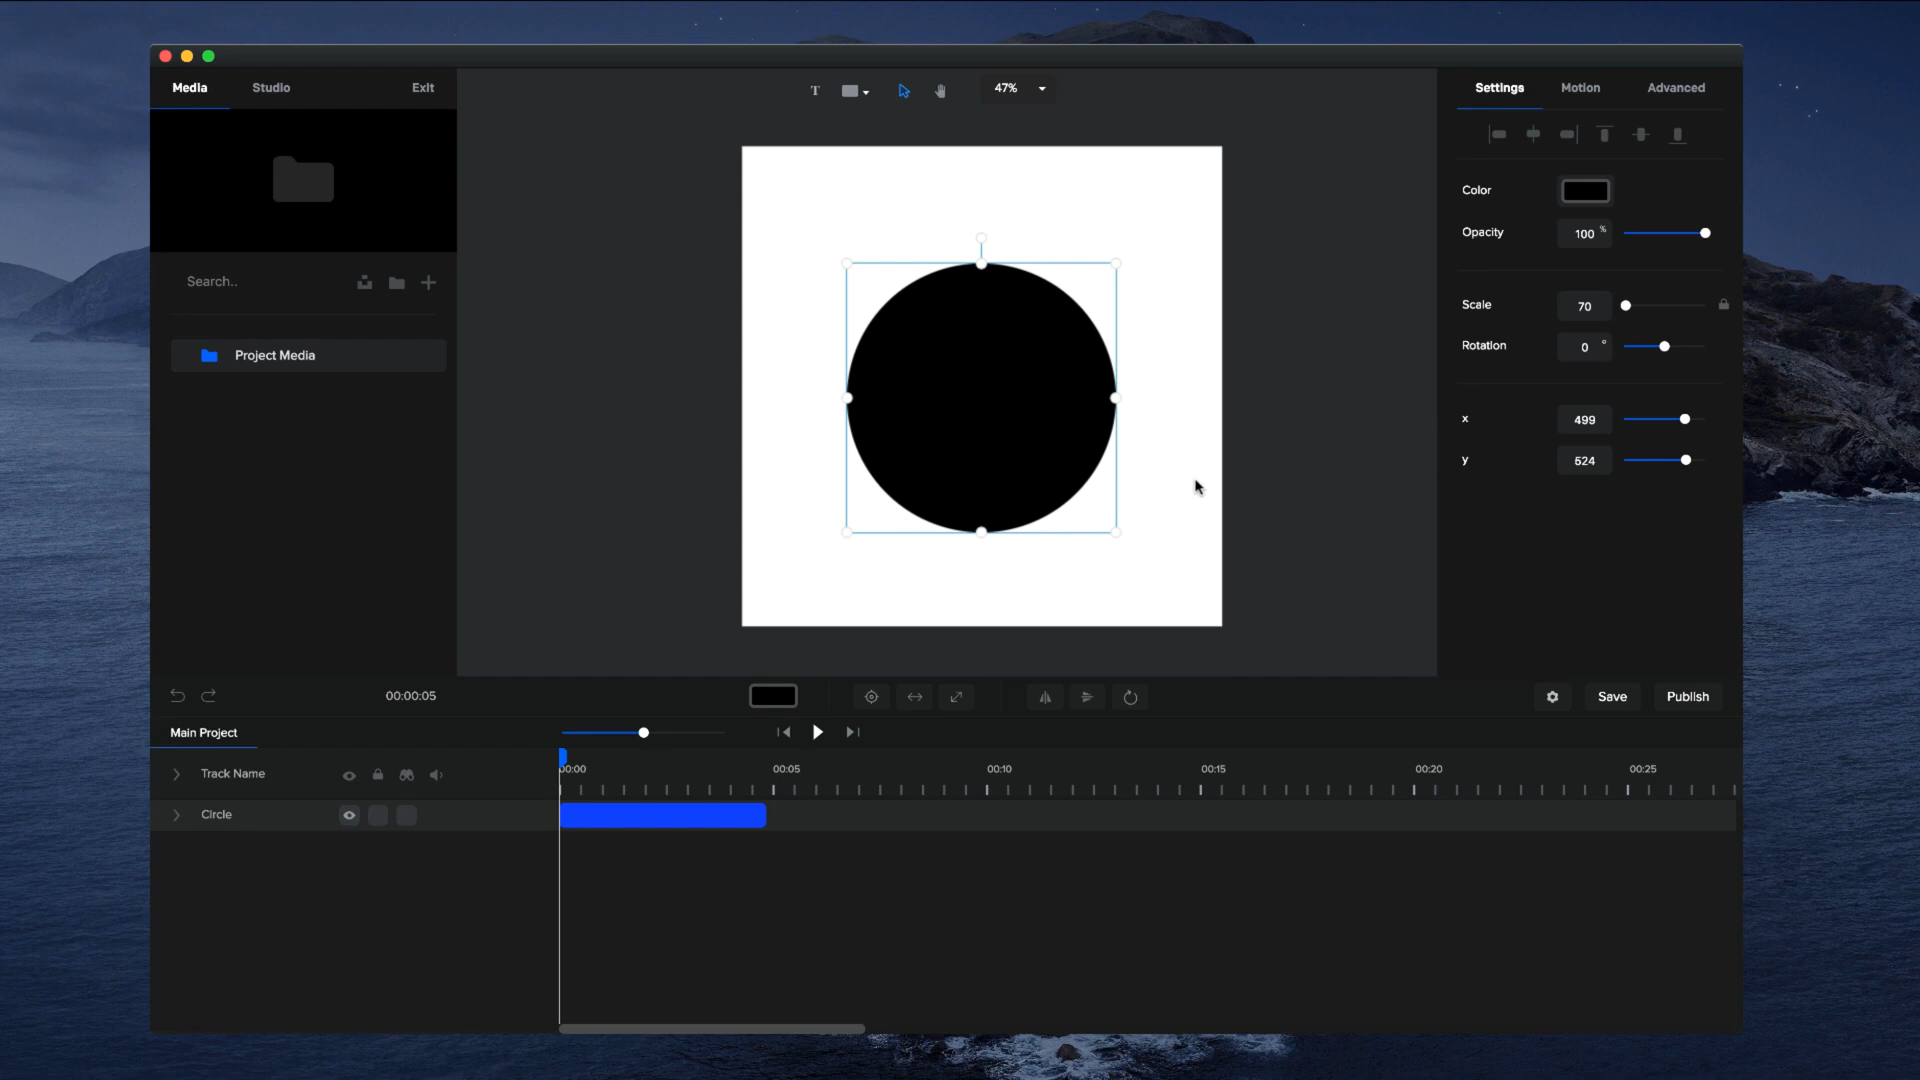 Media Studio Exit
T 47%
Settings Motion Advanced
Color
Opacity 100 %
Search..
Scale 70
Rotation 0 °
Project Media
x 499
y 524
00:00:05
Save Publish
Main Project
Track Name
00:00 00:05 00:10 00:15 00:20 00:25
Circle